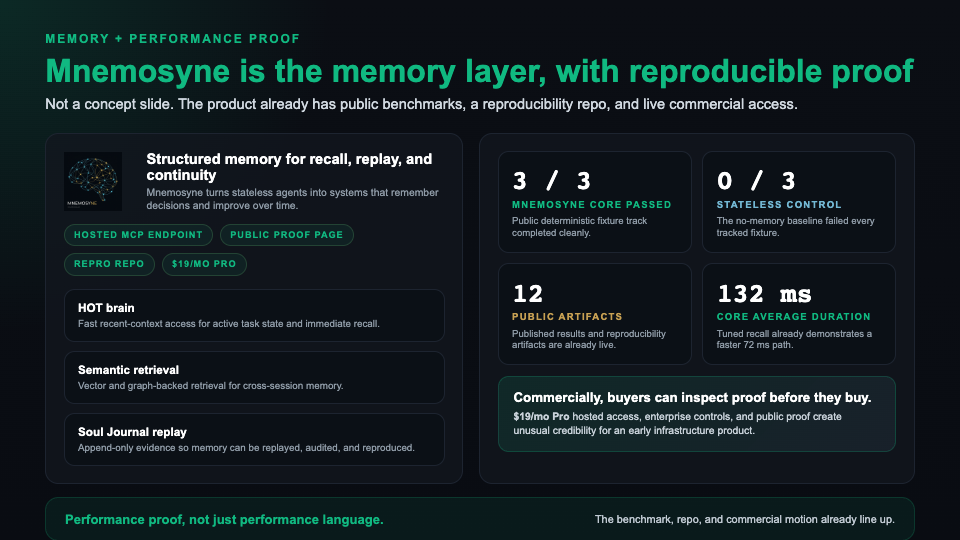 MEMORY + PERFORMANCE PROOF
Mnemosyne is the memory layer, with reproducible proof
Not a concept slide. The product already has public benchmarks, a reproducibility repo, and live commercial access.
MNEMOSYNE
Structured memory for recall, replay, and
continuity
Mnemosyne turns stateless agents into systems that remember
decisions and improve over time.
HOSTED MCP ENDPOINT
PUBLIC PROOF PAGE
REPRO REPO
$19/MO PRO
HOT brain
Fast recent-context access for active task state and immediate recall.
Semantic retrieval
Vector and graph-backed retrieval for cross-session memory.
Soul Journal replay
Append-only evidence so memory can be replayed, audited, and reproduced.
3 / 3
MNEMOSYNE CORE PASSED
Public deterministic fixture track
completed cleanly.
0 / 3
STATELESS CONTROL
The no-memory baseline failed every
tracked fixture.
12
PUBLIC ARTIFACTS
Published results and reproducibility
artifacts are already live.
132 ms
CORE AVERAGE DURATION
Tuned recall already demonstrates a
faster 72 ms path.
Commercially, buyers can inspect proof before they buy.
$19/mo Pro hosted access, enterprise controls, and public proof create
unusual credibility for an early infrastructure product.
Performance proof, not just performance language.
The benchmark, repo, and commercial motion already line up.